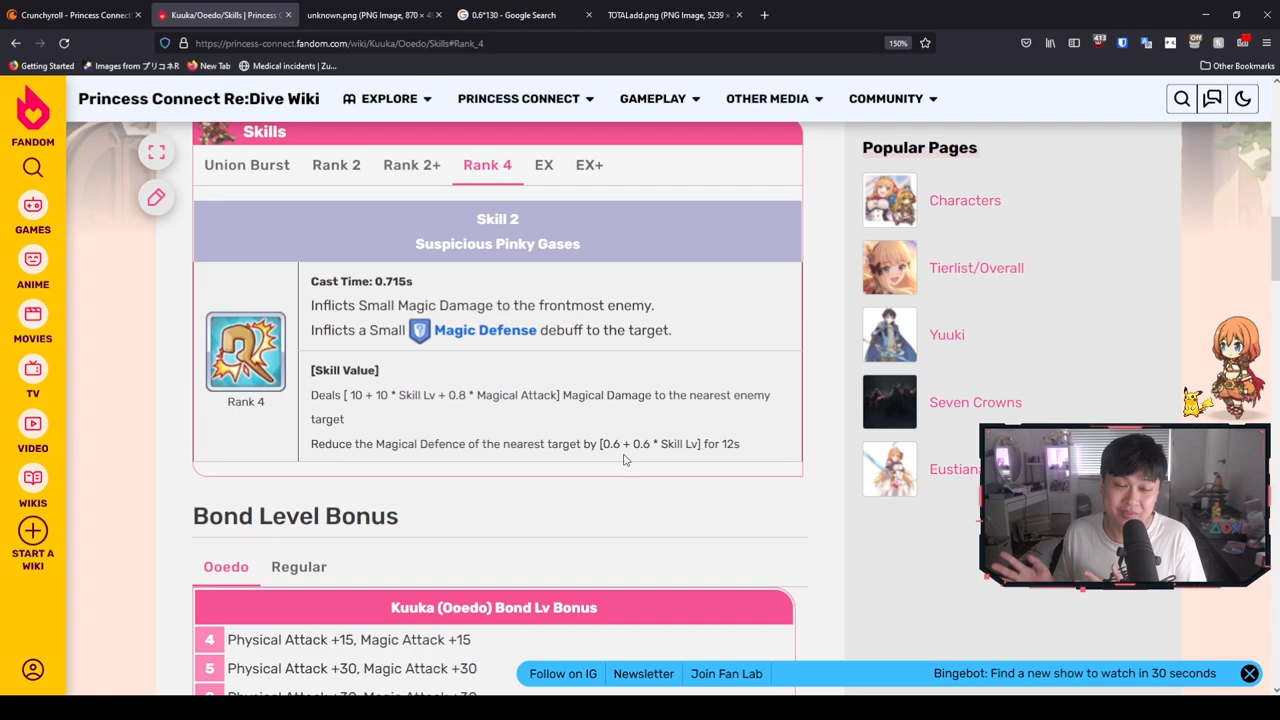 Crunchyroll - Princess Connect!
Kuuka/Ooedo/Skills | Princess C
unknown.png (PNG Image, 870 × 4
0.6*130 - Google Search
TOTALadd.png (PNG Image, 5239 ×
https://princess-connect.fandom.com/wiki/Kuuka/Ooedo/Skills#Rank_4
150%
413
Off
Getting Started
Images from プリコネR
New Tab
Medical incidents | Zu...
Other Bookmarks
FANDOM
GAMES
ANIME
MOVIES
TV
VIDEO
WIKIS
START A
WIKI
Princess Connect Re:Dive Wiki
EXPLORE
PRINCESS CONNECT
GAMEPLAY
OTHER MEDIA
COMMUNITY
Skills
Union Burst
Rank 2
Rank 2+
Rank 4
EX
EX+
Skill 2
Suspicious Pinky Gases
Rank 4
Cast Time: 0.715s
Inflicts Small Magic Damage to the frontmost enemy.
Inflicts a Small Magic Defense debuff to the target.
[Skill Value]
Deals [ 10 + 10 * Skill Lv + 0.8 * Magical Attack] Magical Damage to the nearest enemy
target
Reduce the Magical Defence of the nearest target by [0.6 + 0.6 * Skill Lv] for 12s
Bond Level Bonus
Ooedo
Regular
Kuuka (Ooedo) Bond Lv Bonus
4 Physical Attack +15, Magic Attack +15
5 Physical Attack +30, Magic Attack +30
Popular Pages
Characters
Tierlist/Overall
Yuuki
Seven Crowns
Eustiana
Follow on IG
Newsletter
Join Fan Lab
Bingebot: Find a new show to watch in 30 seconds